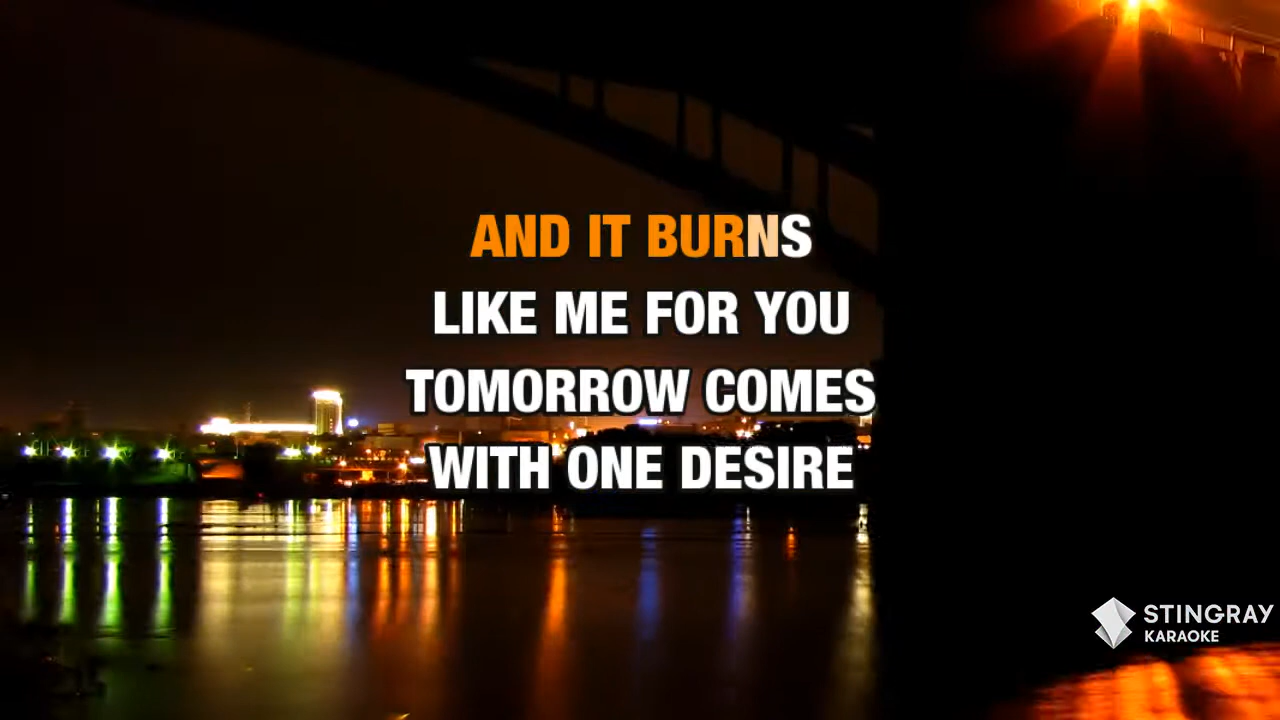 AND IT BURNS
LIKE ME FOR YOU
TOMORROW COMES
WITH ONE DESIRE
STINGRAY
KARAOKE